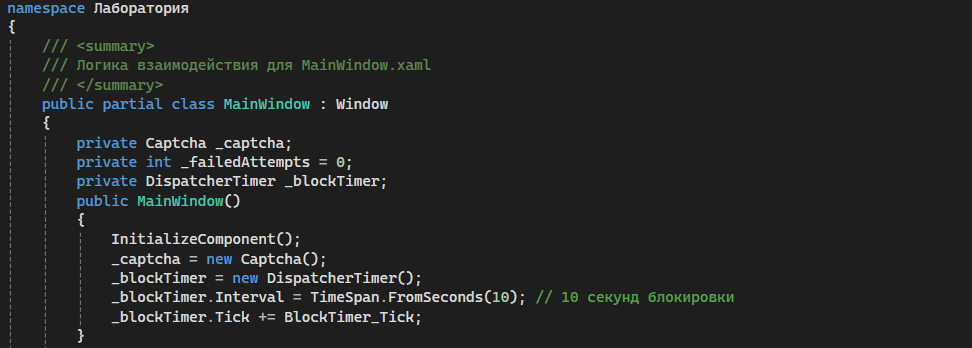 namespace Лаборатория
{
/// <summary>
/// Логика взаимодействия для MainWindow.xaml
/// </summary>
public partial class MainWindow : Window
{
private Captcha _captcha;
private int _failedAttempts = 0;
private DispatcherTimer _blockTimer;
public MainWindow()
{
InitializeComponent();
_captcha = new Captcha();
_blockTimer = new DispatcherTimer();
_blockTimer.Interval = TimeSpan.FromSeconds(10); // 10 секунд блокировки
_blockTimer.Tick += BlockTimer_Tick;
}